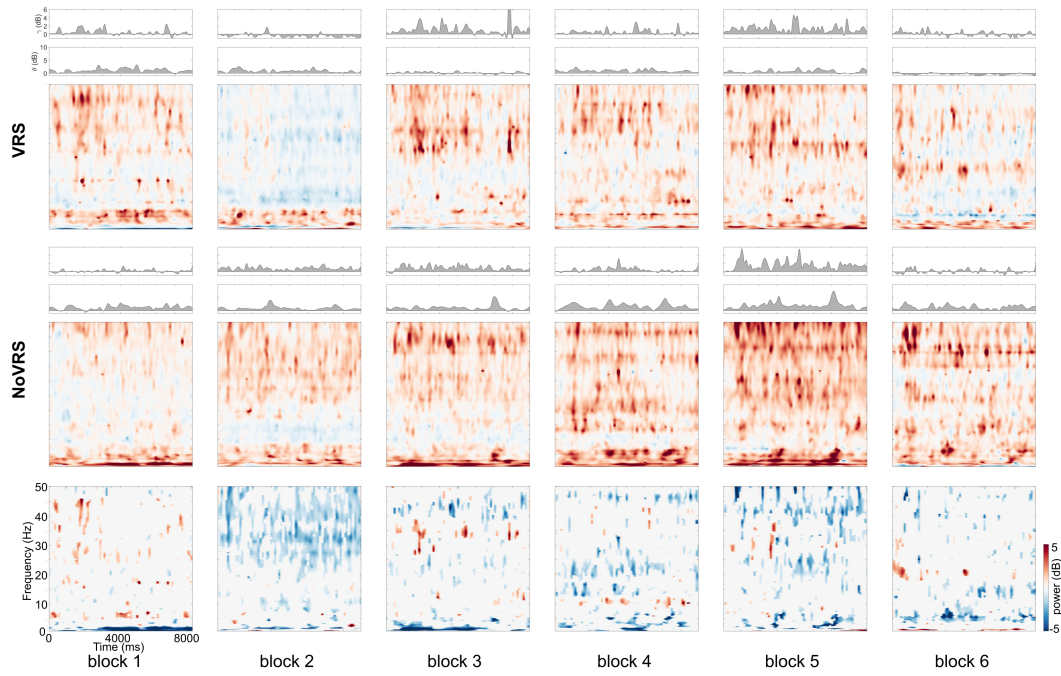 γ (dB)
6
4
2
0
θ (dB)
10
5
0
VRS
NoVRS
Frequency (Hz)
50
40
30
20
10
0
0 4000 8000
Time (ms)
5
power (dB)
-5
block 1 block 2 block 3 block 4 block 5 block 6